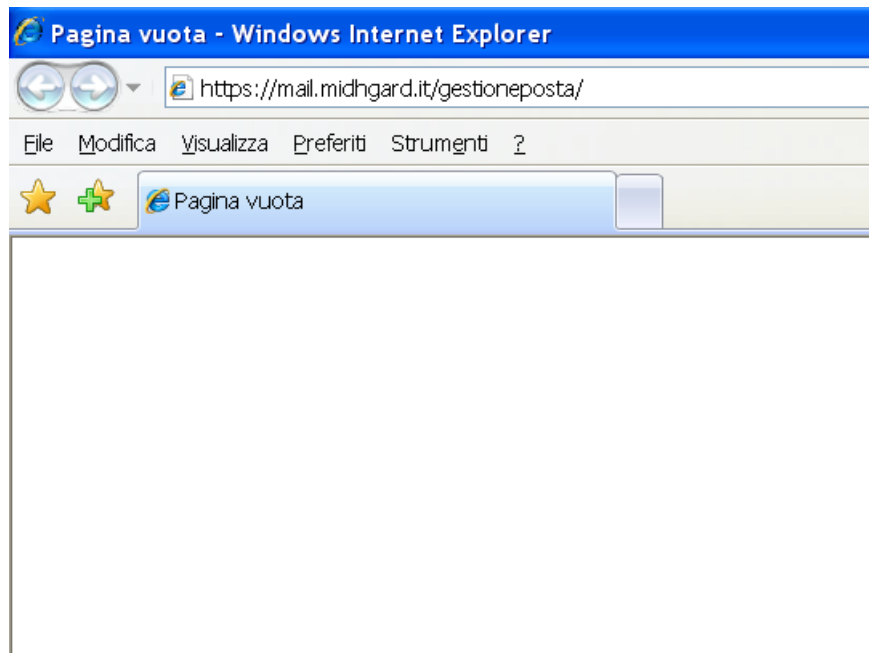 Pagina vuota - Windows Internet Explorer
https://mail.midhgard.it/gestioneposta/
File Modifica Visualizza Preferiti Strumenti ?
Pagina vuota